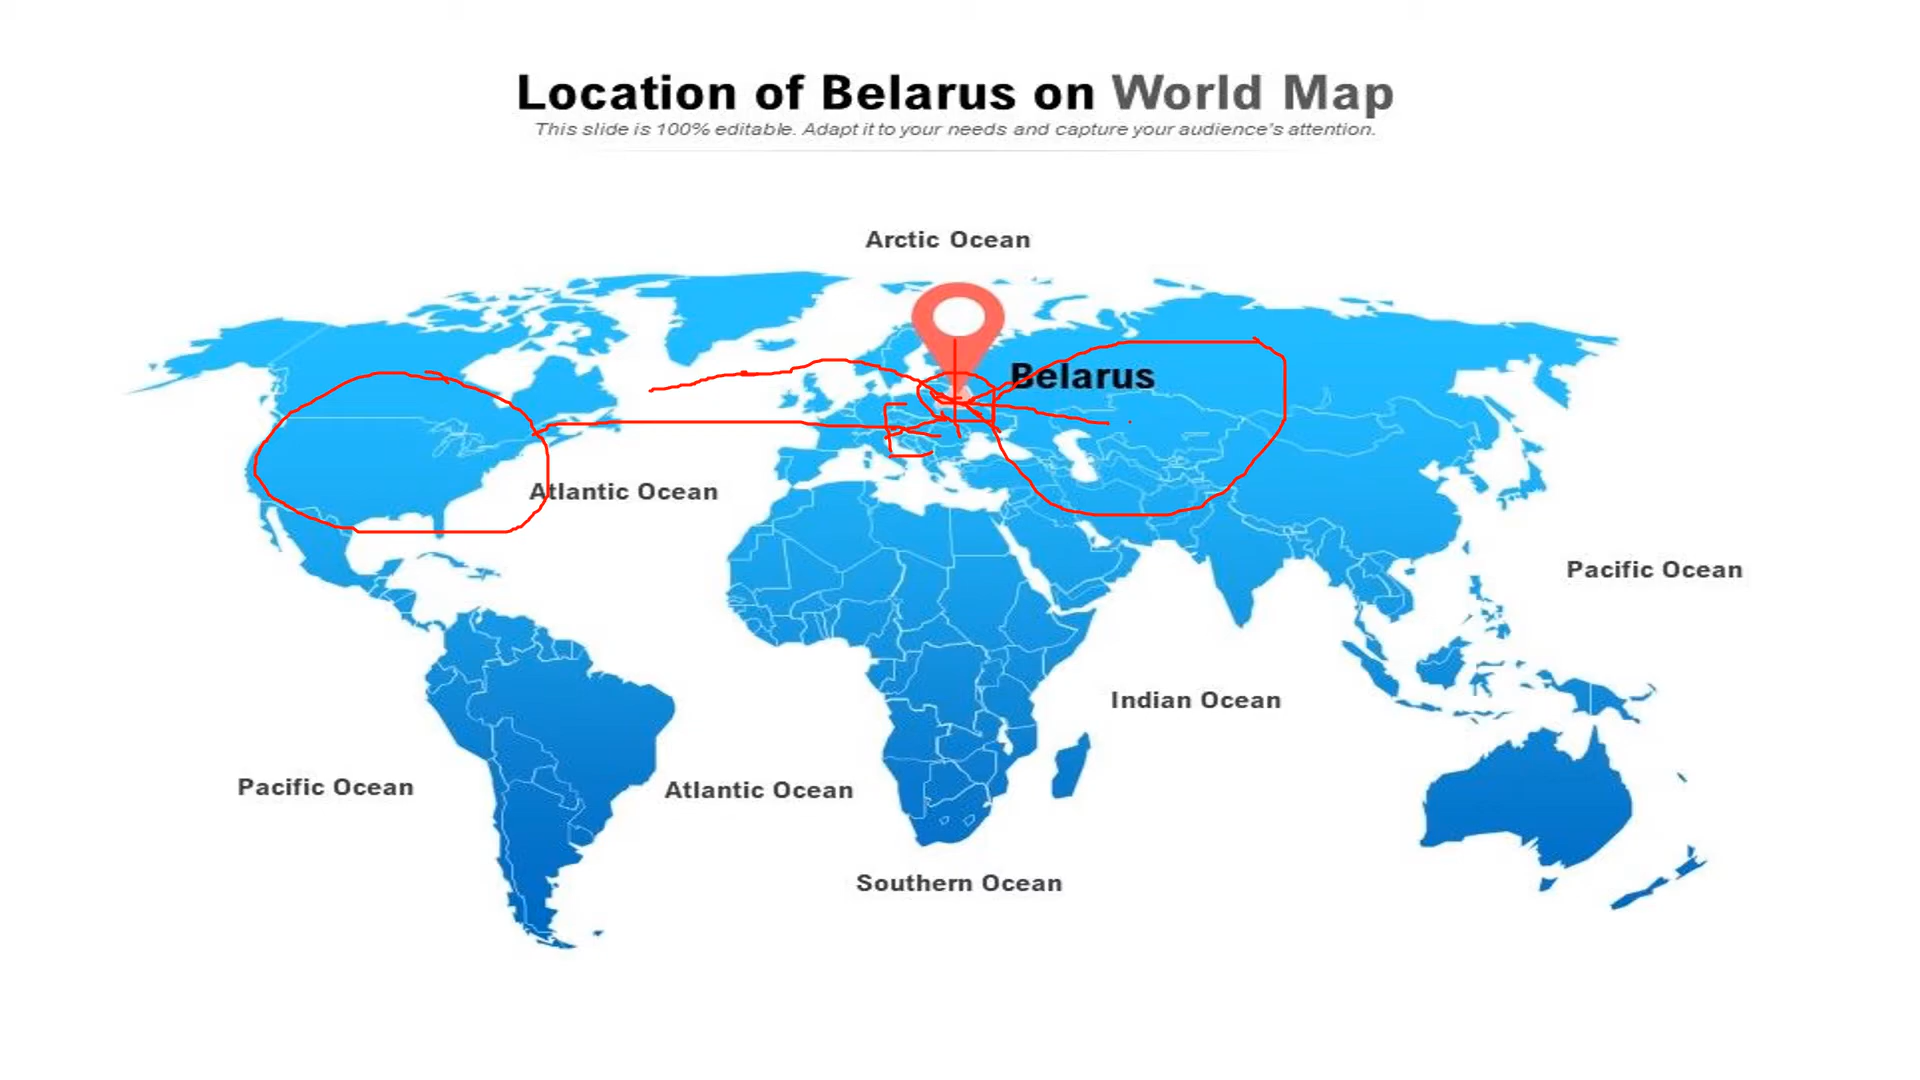 Location of Belarus on World Map
This slide is 100% editable. Adapt it to your needs and capture your audience's attention.
Arctic Ocean
Belarus
Atlantic Ocean
Pacific Ocean
Indian Ocean
Pacific Ocean
Atlantic Ocean
Southern Ocean